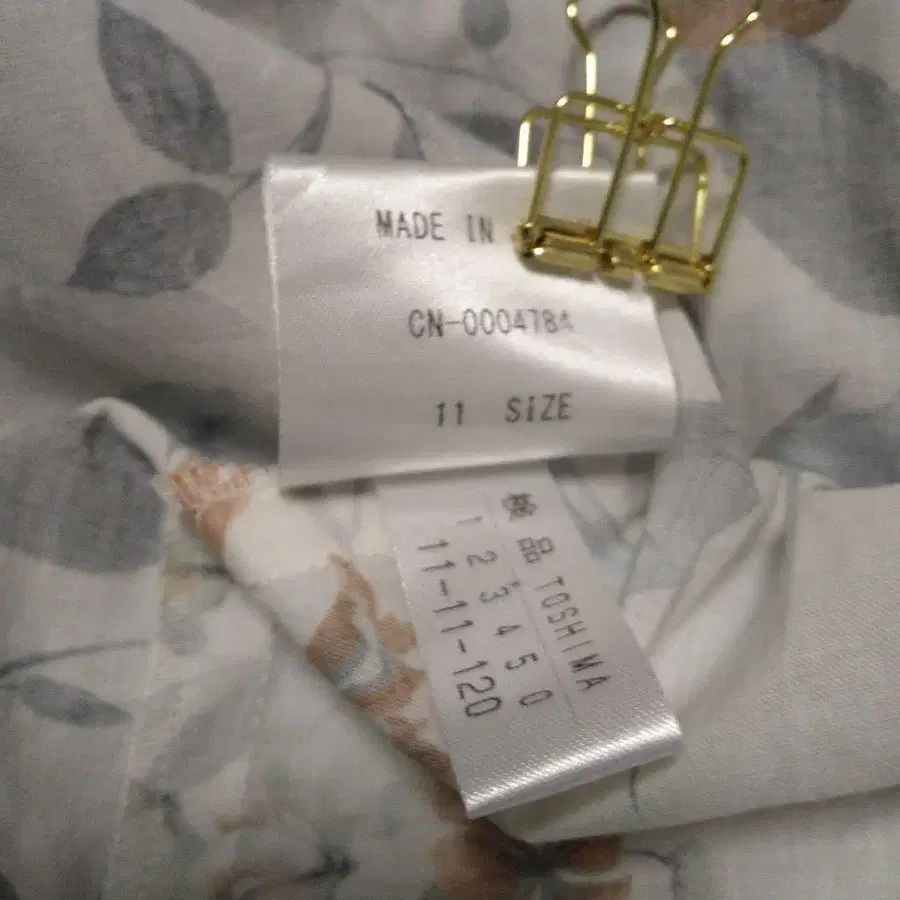 MADE IN
CN-0004784
11 SIZE
検品 TOSHIMA
1 2 3 4 5 0
11-11-120